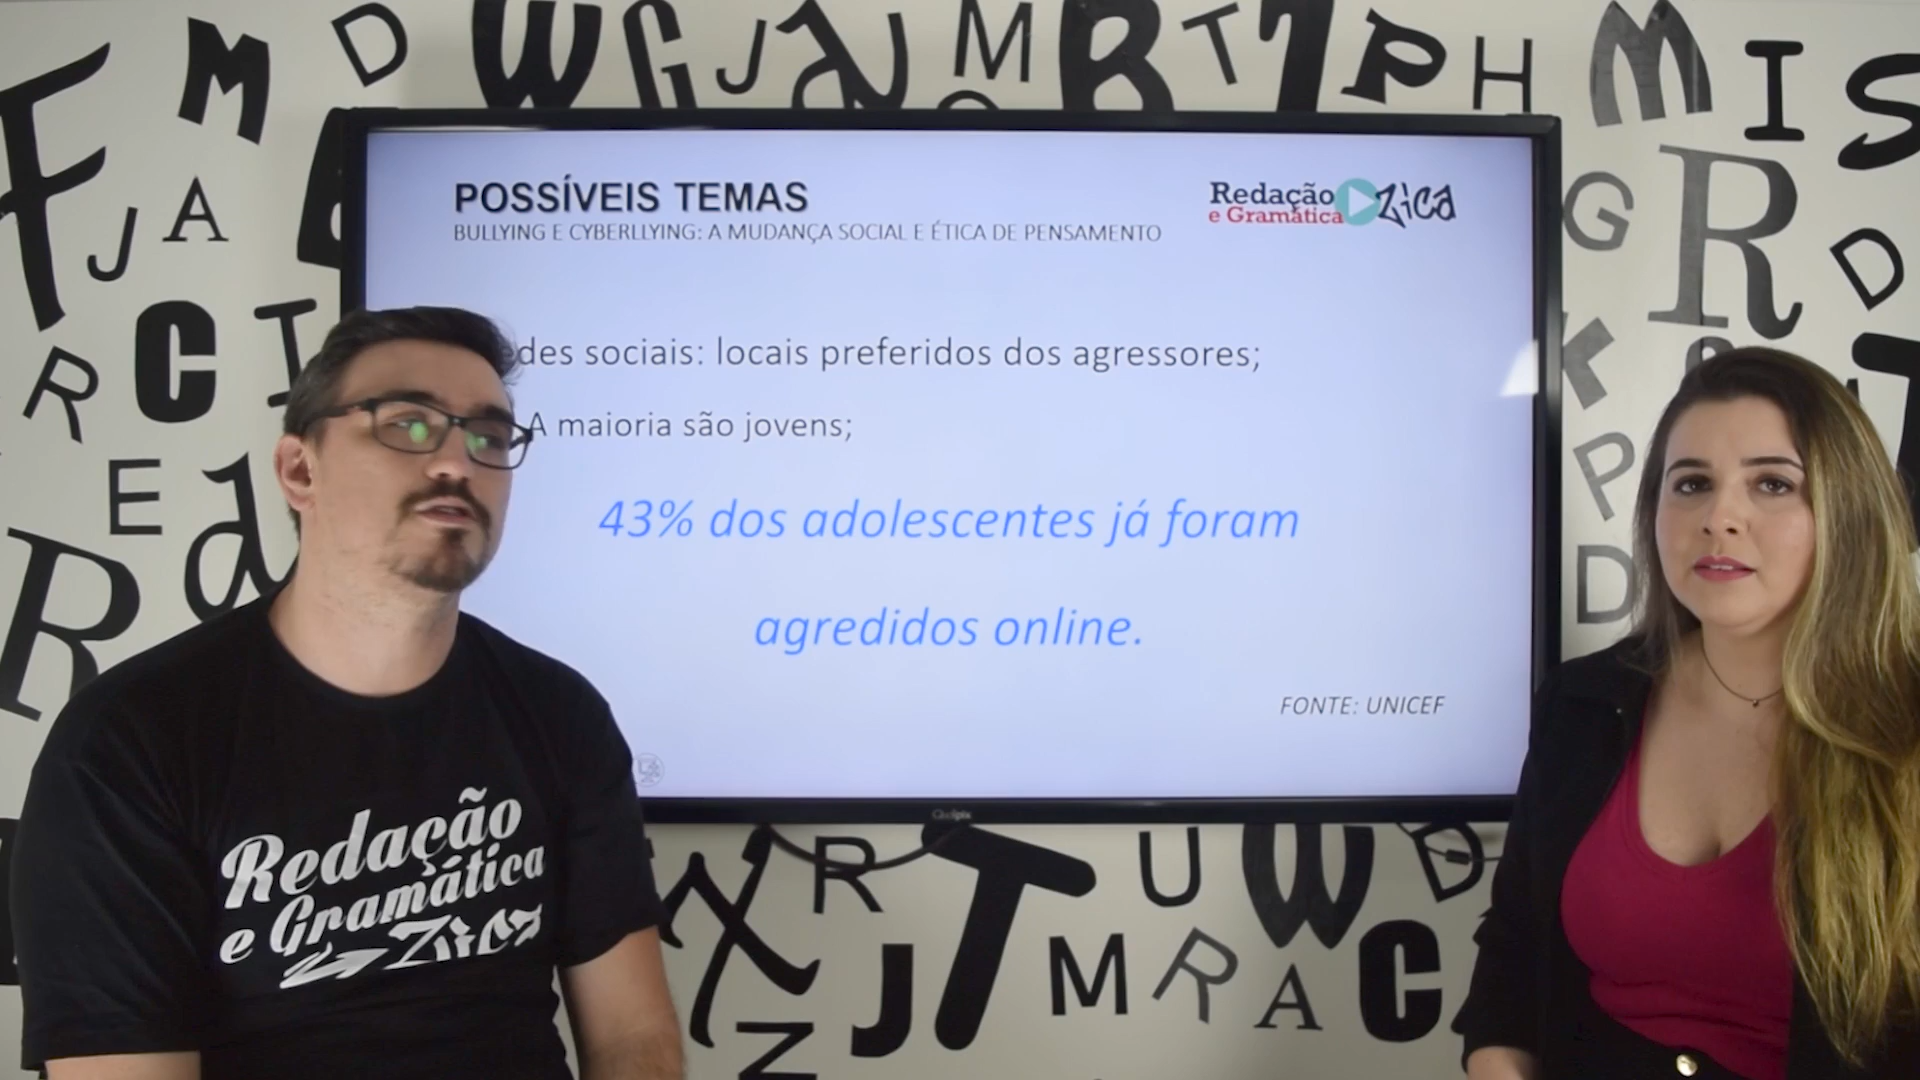 POSSÍVEIS TEMAS
BULLYING E CYBERLLYING: A MUDANÇA SOCIAL E ÉTICA DE PENSAMENTO
Redação
e Gramática
Zica
edes sociais: locais preferidos dos agressores;
A maioria são jovens;
43% dos adolescentes já foram
agredidos online.
FONTE: UNICEF
Redação
e Gramática
Zica